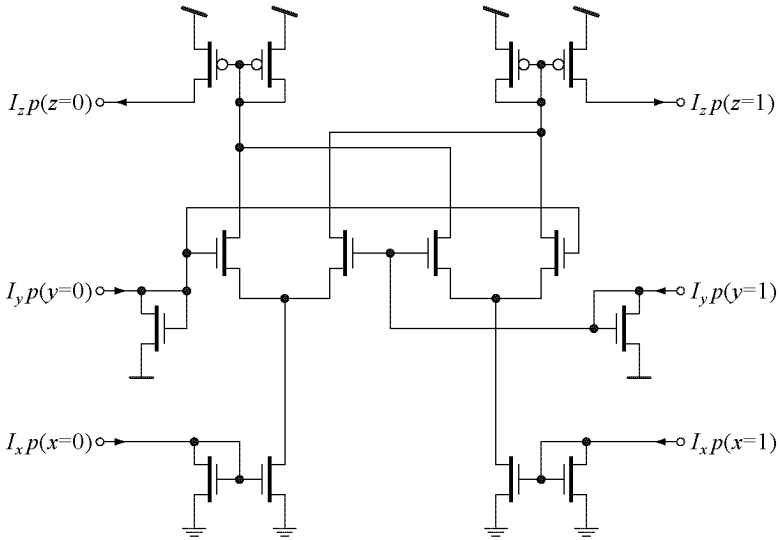 I_z p(z=0)
I_z p(z=1)
I_y p(y=0)
I_y p(y=1)
I_x p(x=0)
I_x p(x=1)